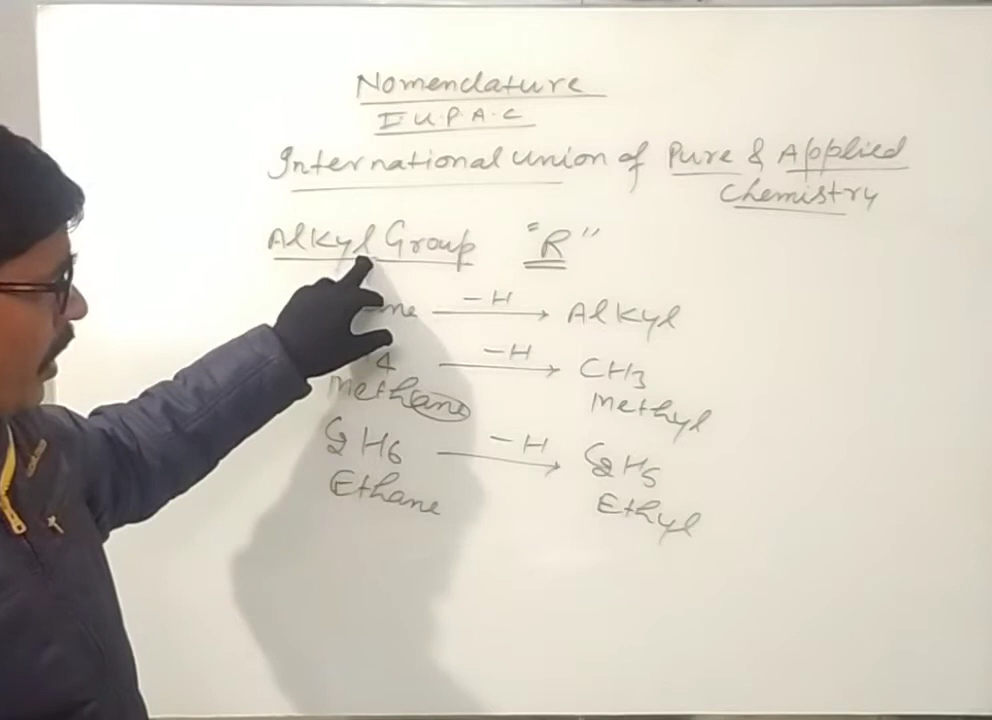 Nomenclature
I.U.P.A.C
International Union of Pure & Applied
Chemistry
Alkyl Group "R"
-H Alkyl
-H CH3
Methane Methyl
C2H6 -H C2H5
Ethane Ethyl